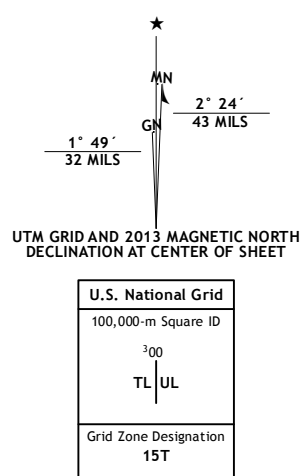 ★
MN
GN
2° 24´
43 MILS
1° 49´
32 MILS
UTM GRID AND 2013 MAGNETIC NORTH
DECLINATION AT CENTER OF SHEET
U.S. National Grid
100,000-m Square ID
³00
TL UL
Grid Zone Designation
15T